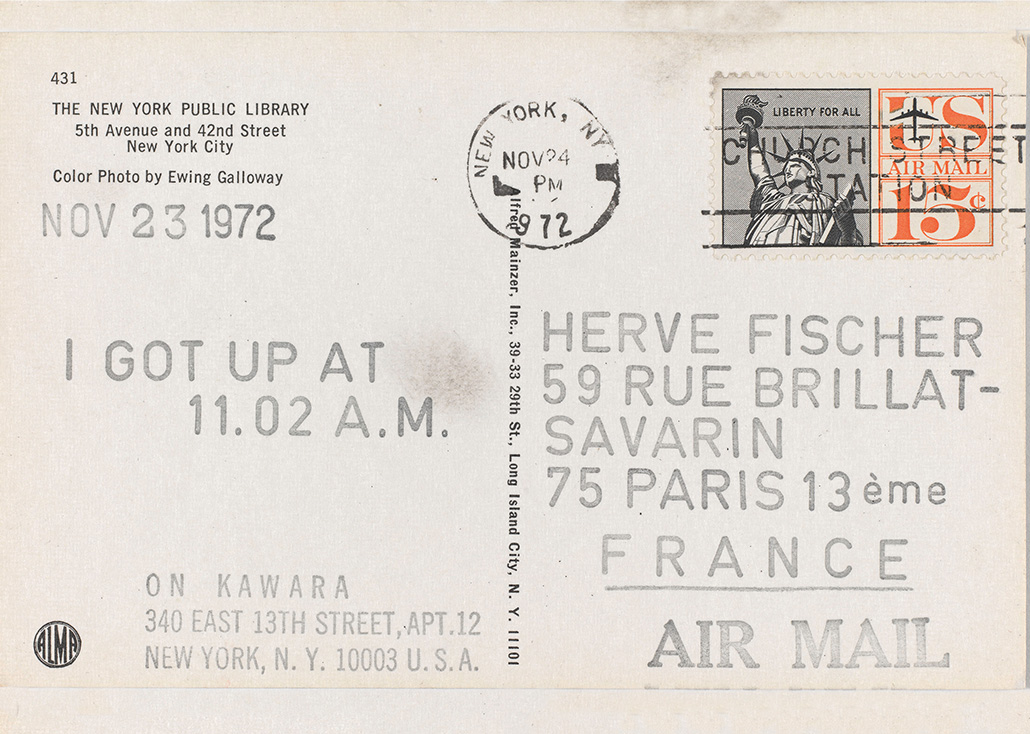 431
THE NEW YORK PUBLIC LIBRARY
5th Avenue and 42nd Street
New York City
Color Photo by Ewing Galloway
NOV 23 1972
I GOT UP AT
11.02 A.M.
ON KAWARA
340 EAST 13TH STREET, APT.12
NEW YORK, N. Y. 10003 U. S. A.
ALMA
lfred Mainzer, Inc., 39-33 29th St., Long Island City, N. Y. 11101
NEW YORK, NY
NOV 24
PM
972
LIBERTY FOR ALL
US
AIR MAIL
15¢
CHURCH STREET
STATION
HERVE FISCHER
59 RUE BRILLAT-
SAVARIN
75 PARIS 13ème
FRANCE
AIR MAIL